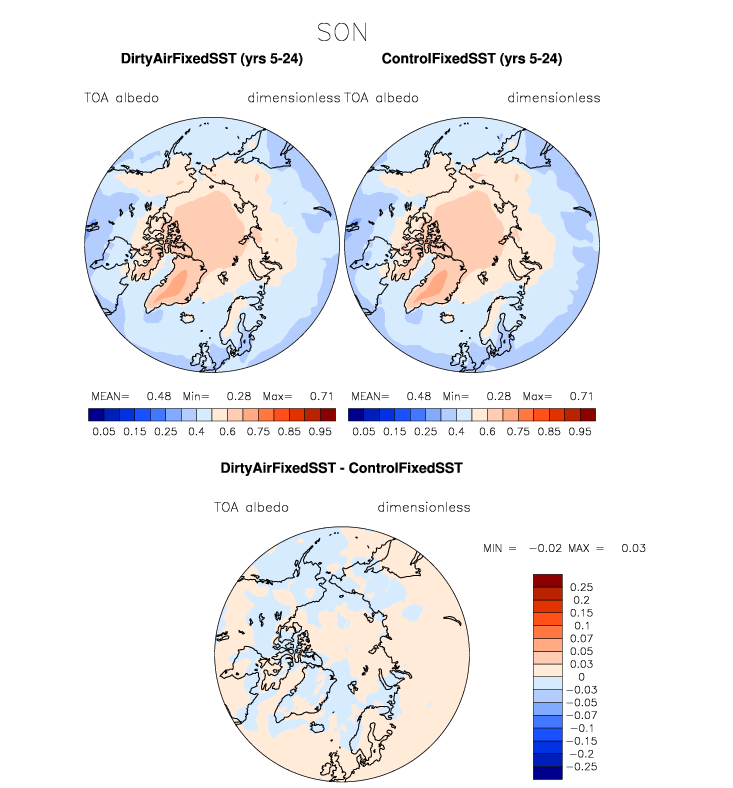 SON
DirtyAirFixedSST (yrs 5-24) ControlFixedSST (yrs 5-24)
TOA albedo dimensionless TOA albedo dimensionless
MEAN= 0.48 Min= 0.28 Max= 0.71 MEAN= 0.48 Min= 0.28 Max= 0.71
0.05 0.15 0.25 0.4 0.6 0.75 0.85 0.95 0.05 0.15 0.25 0.4 0.6 0.75 0.85 0.95
DirtyAirFixedSST - ControlFixedSST
TOA albedo dimensionless
MIN = -0.02 MAX = 0.03
0.25
0.2
0.15
0.1
0.07
0.05
0.03
0
-0.03
-0.05
-0.07
-0.1
-0.15
-0.2
-0.25